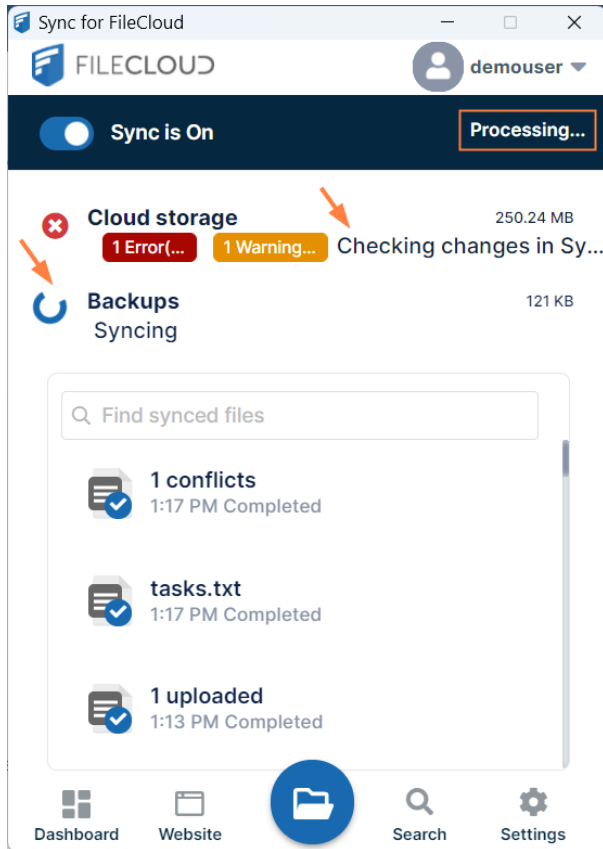 Sync for FileCloud
FILECLOUD
demouser
Sync is On
Processing...
Cloud storage
250.24 MB
1 Error(...
1 Warning...
Checking changes in Sy...
Backups
121 KB
Syncing
Find synced files
1 conflicts
1:17 PM Completed
tasks.txt
1:17 PM Completed
1 uploaded
1:13 PM Completed
Dashboard
Website
Search
Settings